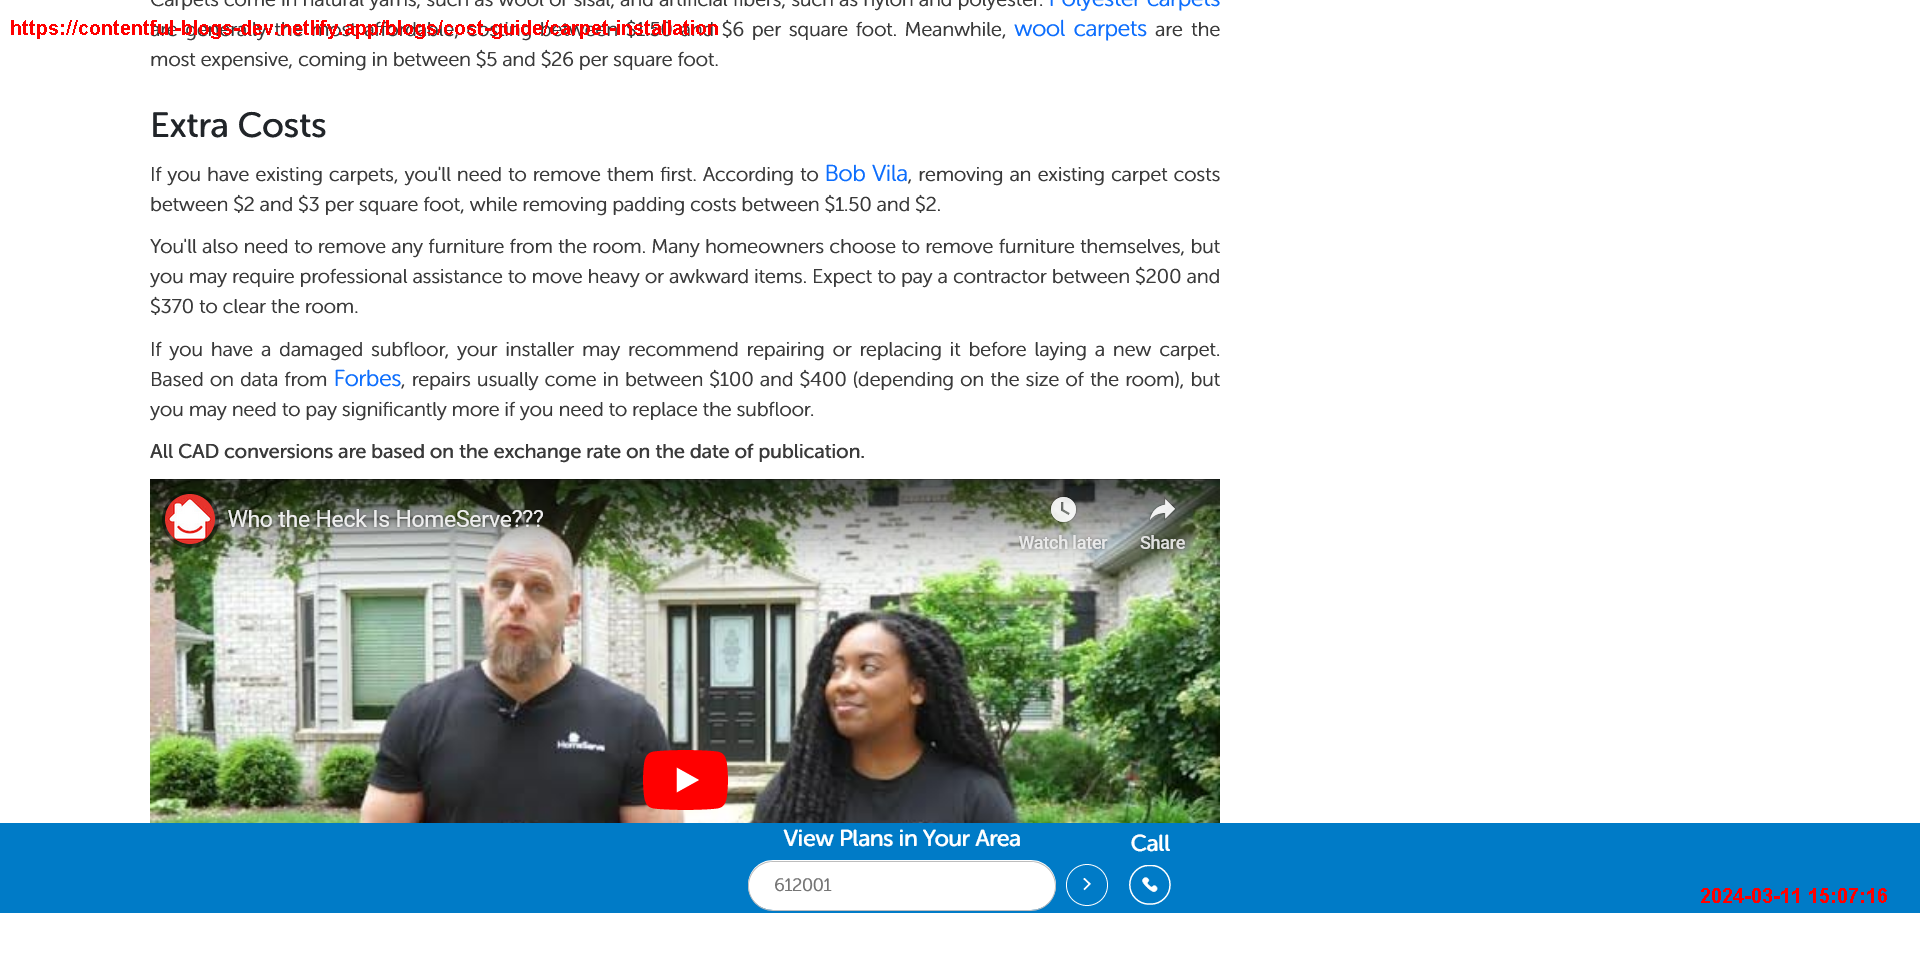 Carpets come in natural yarns, such as wool or sisal, and artificial fibers, such as nylon and polyester. Polyester carpets
https://contentful-blogs-dev.netlify.app/blogs/cost-guide/carpet-installation
are generally the most affordable, costing between $1.50 and $6 per square foot. Meanwhile, wool carpets are the
most expensive, coming in between $5 and $26 per square foot.
Extra Costs
If you have existing carpets, you'll need to remove them first. According to Bob Vila, removing an existing carpet costs
between $2 and $3 per square foot, while removing padding costs between $1.50 and $2.
You'll also need to remove any furniture from the room. Many homeowners choose to remove furniture themselves, but
you may require professional assistance to move heavy or awkward items. Expect to pay a contractor between $200 and
$370 to clear the room.
If you have a damaged subfloor, your installer may recommend repairing or replacing it before laying a new carpet.
Based on data from Forbes, repairs usually come in between $100 and $400 (depending on the size of the room), but
you may need to pay significantly more if you need to replace the subfloor.
All CAD conversions are based on the exchange rate on the date of publication.
Who the Heck Is HomeServe???
Watch later
Share
HomeServe
View Plans in Your Area
Call
612001
2024-03-11 15:07:16